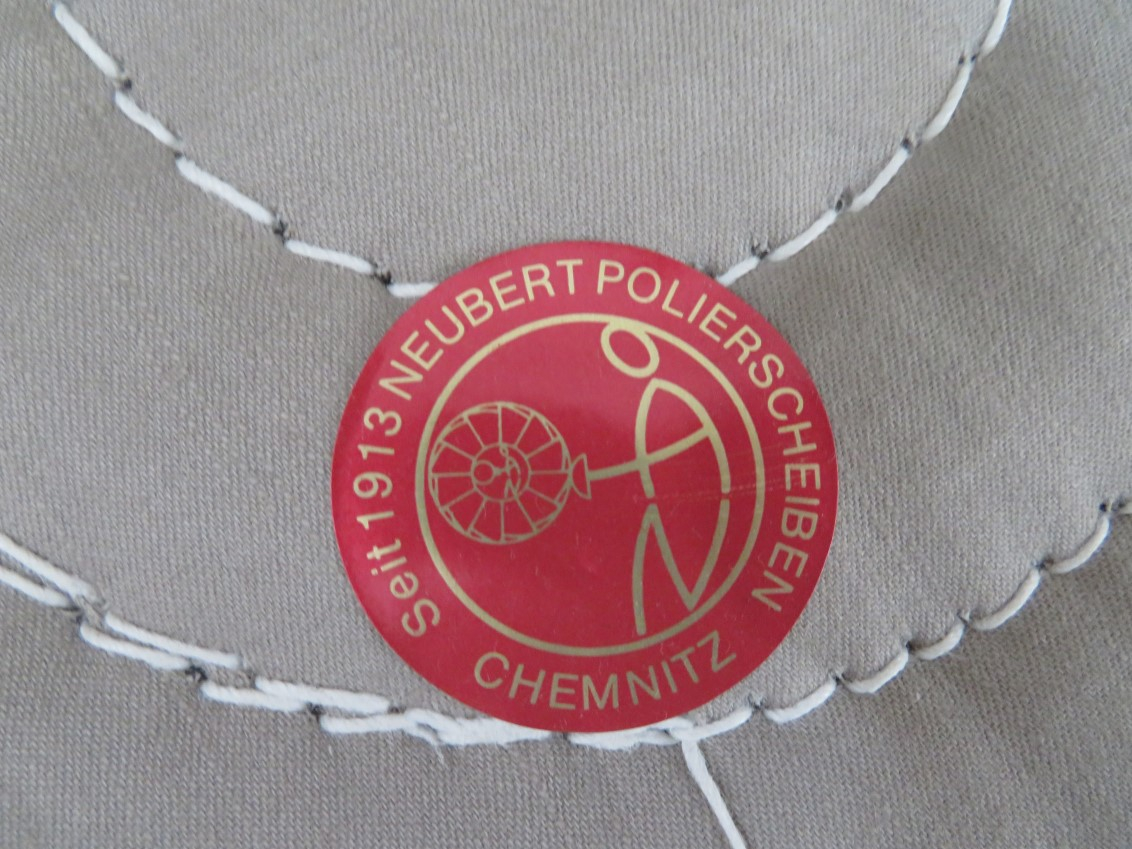 Seit 1913 NEUBERT POLIERSCHEIBEN
CHEMNITZ